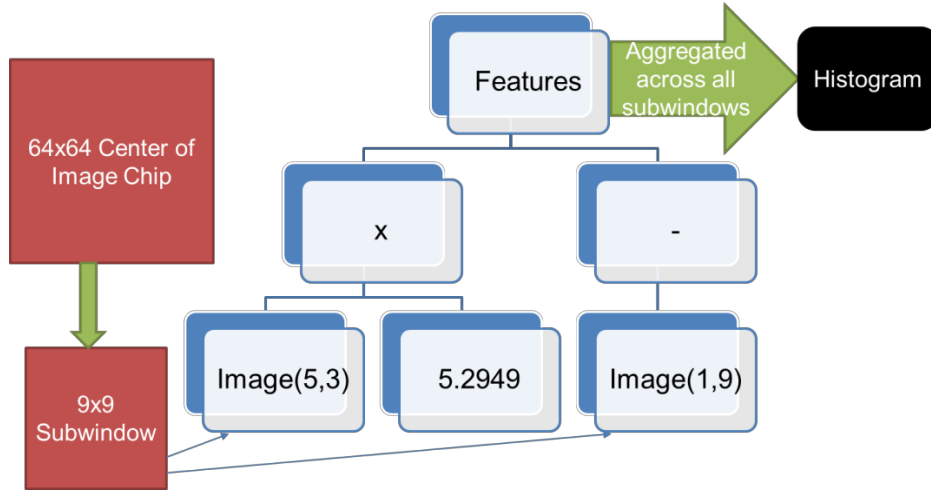 Features
Aggregated
across all
subwindows
Histogram
64x64 Center of
Image Chip
x
-
Image(5,3)
5.2949
Image(1,9)
9x9
Subwindow